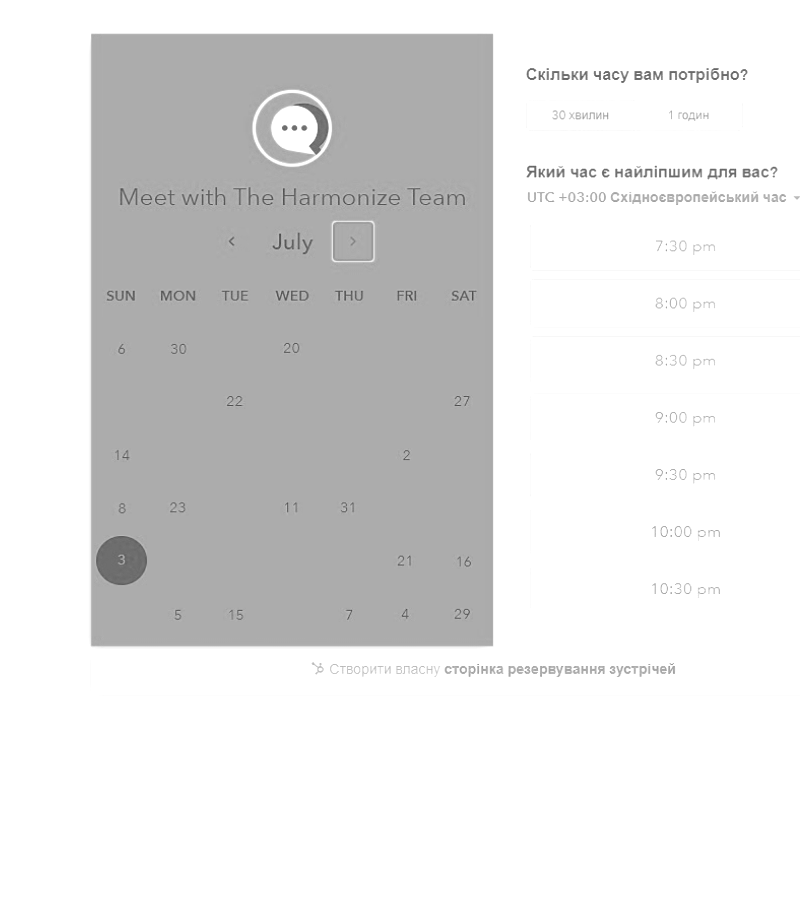 Meet with The Harmonize Team
July
SUN MON TUE WED THU FRI SAT
6 30 20
22 27
14 2
8 23 11 31
3 21 16
5 15 7 4 29
Скільки часу вам потрібно?
30 хвилин 1 годин
Який час є найліпшим для вас?
UTC +03:00 Східноєвропейський час
7:30 pm
8:00 pm
8:30 pm
9:00 pm
9:30 pm
10:00 pm
10:30 pm
Створити власну сторінка резервування зустрічей